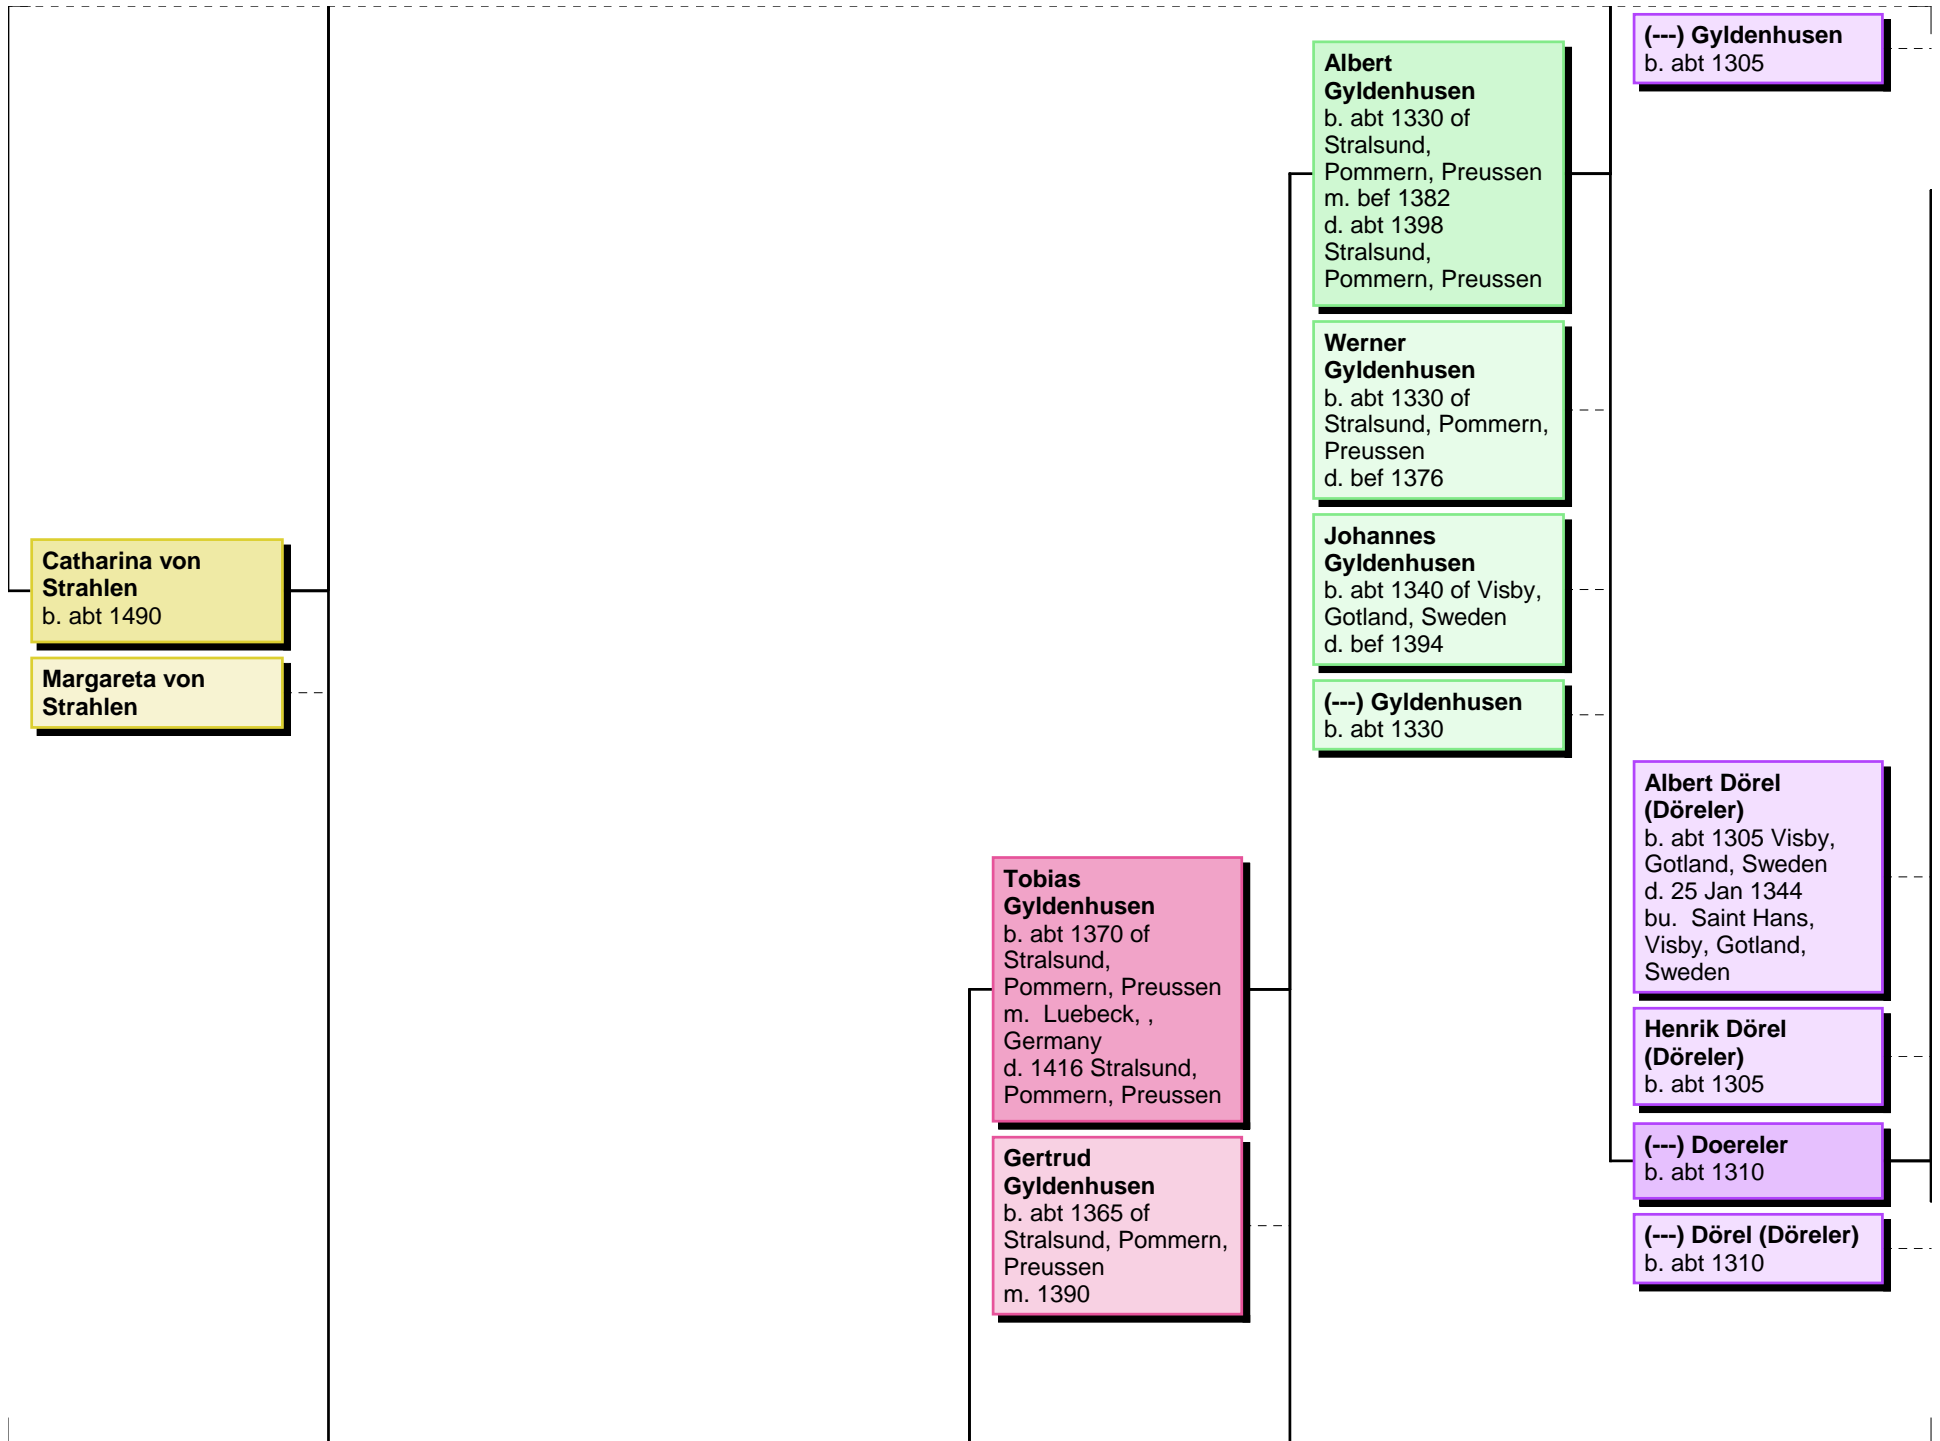 Catharina von
Strahlen
b. abt 1490
Margareta von
Strahlen
Tobias
Gyldenhusen
b. abt 1370 of
Stralsund,
Pommern, Preussen
m.  Luebeck, ,
Germany
d. 1416 Stralsund,
Pommern, Preussen
Gertrud
Gyldenhusen
b. abt 1365 of
Stralsund, Pommern,
Preussen
m. 1390
Albert
Gyldenhusen
b. abt 1330 of
Stralsund,
Pommern, Preussen
m. bef 1382
d. abt 1398
Stralsund,
Pommern, Preussen
Werner
Gyldenhusen
b. abt 1330 of
Stralsund, Pommern,
Preussen
d. bef 1376
Johannes
Gyldenhusen
b. abt 1340 of Visby,
Gotland, Sweden
d. bef 1394
(---) Gyldenhusen
b. abt 1330
(---) Gyldenhusen
b. abt 1305
Albert Dörel
(Döreler)
b. abt 1305 Visby,
Gotland, Sweden
d. 25 Jan 1344
bu.  Saint Hans,
Visby, Gotland,
Sweden
Henrik Dörel
(Döreler)
b. abt 1305
(---) Doereler
b. abt 1310
(---) Dörel (Döreler)
b. abt 1310